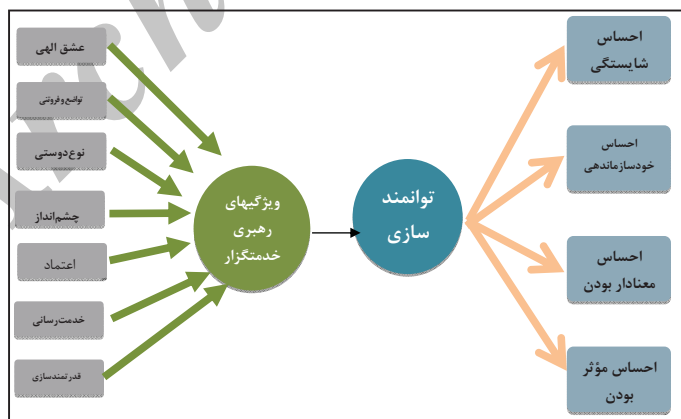 عشق الهی
تواضع و فروتنی
نوع‌دوستی
چشم‌انداز
اعتماد
خدمت‌رسانی
قدرتمندسازی
ویژگیهای
رهبری
خدمتگزار
توانمند
سازی
احساس
شایستگی
احساس
خودسازماندهی
احساس
معنادار بودن
احساس مؤثر
بودن